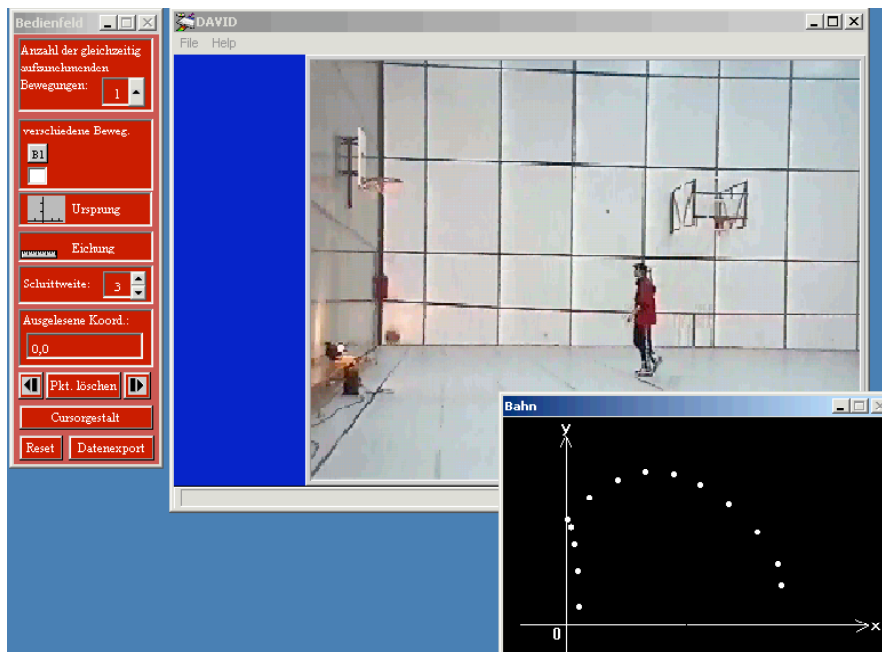 Bedienfeld
Anzahl der gleichzeitig
aufzunehmenden
Bewegungen:
1
verschiedene Beweg.
B1
Ursprung
Eichung
Schrittweite:
3
Ausgelesene Koord.:
0,0
Pkt. löschen
Cursorgestalt
Reset
Datenexport
DAVID
File Help
Bahn
y
0
x